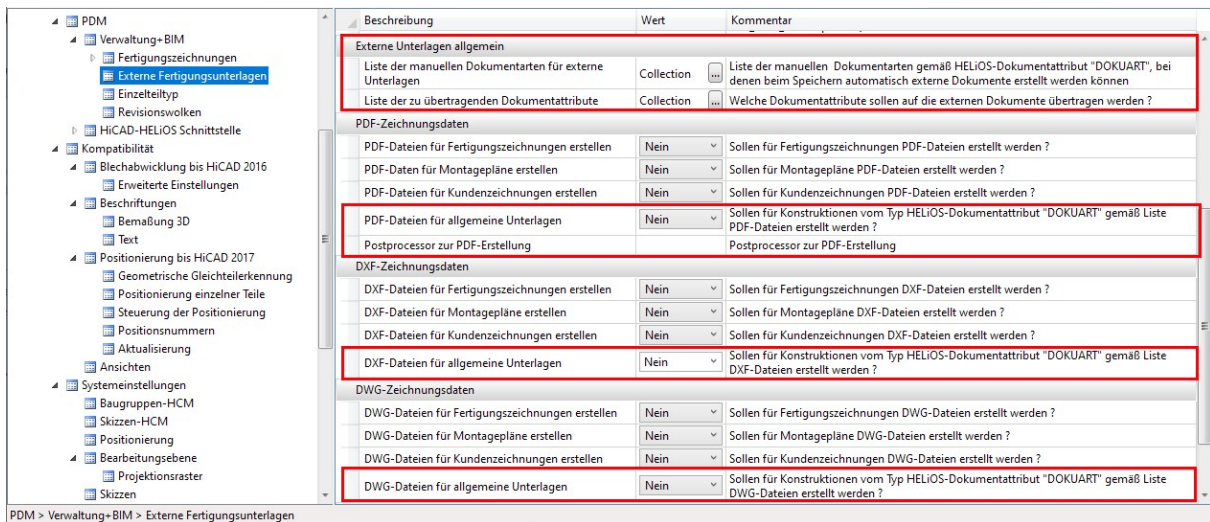 PDM
Verwaltung+BIM
Fertigungszeichnungen
Externe Fertigungsunterlagen
Einzelteiltyp
Revisionswolken
HiCAD-HELiOS Schnittstelle
Kompatibilität
Blechabwicklung bis HiCAD 2016
Erweiterte Einstellungen
Beschriftungen
Bemaßung 3D
Text
Positionierung bis HiCAD 2017
Geometrische Gleichteilerkennung
Positionierung einzelner Teile
Steuerung der Positionierung
Positionsnummern
Aktualisierung
Ansichten
Systemeinstellungen
Baugruppen-HCM
Skizzen-HCM
Positionierung
Bearbeitungsebene
Projektionsraster
Skizzen
Beschreibung Wert Kommentar
Externe Unterlagen allgemein
Liste der manuellen Dokumentarten für externe Unterlagen Collection ... Liste der manuellen Dokumentarten gemäß HELiOS-Dokumentattribut "DOKUART", bei
denen beim Speichern automatisch externe Dokumente erstellt werden können
Liste der zu übertragenden Dokumentattribute Collection ... Welche Dokumentattribute sollen auf die externen Dokumente übertragen werden ?
PDF-Zeichnungsdaten
PDF-Dateien für Fertigungszeichnungen erstellen Nein Sollen für Fertigungszeichnungen PDF-Dateien erstellt werden ?
PDF-Daten für Montagepläne erstellen Nein Sollen für Montagepläne PDF-Dateien erstellt werden ?
PDF-Dateien für Kundenzeichnungen erstellen Nein Sollen für Kundenzeichnungen PDF-Dateien erstellt werden ?
PDF-Dateien für allgemeine Unterlagen Nein Sollen für Konstruktionen vom Typ HELiOS-Dokumentattribut "DOKUART" gemäß Liste
PDF-Dateien erstellt werden ?
Postprocessor zur PDF-Erstellung Postprocessor zur PDF-Erstellung
DXF-Zeichnungsdaten
DXF-Dateien für Fertigungszeichnungen erstellen Nein Sollen für Fertigungszeichnungen DXF-Dateien erstellt werden ?
DXF-Dateien für Montagepläne erstellen Nein Sollen für Montagepläne DXF-Dateien erstellt werden ?
DXF-Dateien für Kundenzeichnungen erstellen Nein Sollen für Kundenzeichnungen DXF-Dateien erstellt werden ?
DXF-Dateien für allgemeine Unterlagen Nein Sollen für Konstruktionen vom Typ HELiOS-Dokumentattribut "DOKUART" gemäß Liste
DXF-Dateien erstellt werden ?
DWG-Zeichnungsdaten
DWG-Dateien für Fertigungszeichnungen erstellen Nein Sollen für Fertigungszeichnungen DWG-Dateien erstellt werden ?
DWG-Dateien für Montagepläne erstellen Nein Sollen für Montagepläne DWG-Dateien erstellt werden ?
DWG-Dateien für Kundenzeichnungen erstellen Nein Sollen für Kundenzeichnungen DWG-Dateien erstellt werden ?
DWG-Dateien für allgemeine Unterlagen Nein Sollen für Konstruktionen vom Typ HELiOS-Dokumentattribut "DOKUART" gemäß Liste
DWG-Dateien erstellt werden ?
PDM > Verwaltung+BIM > Externe Fertigungsunterlagen